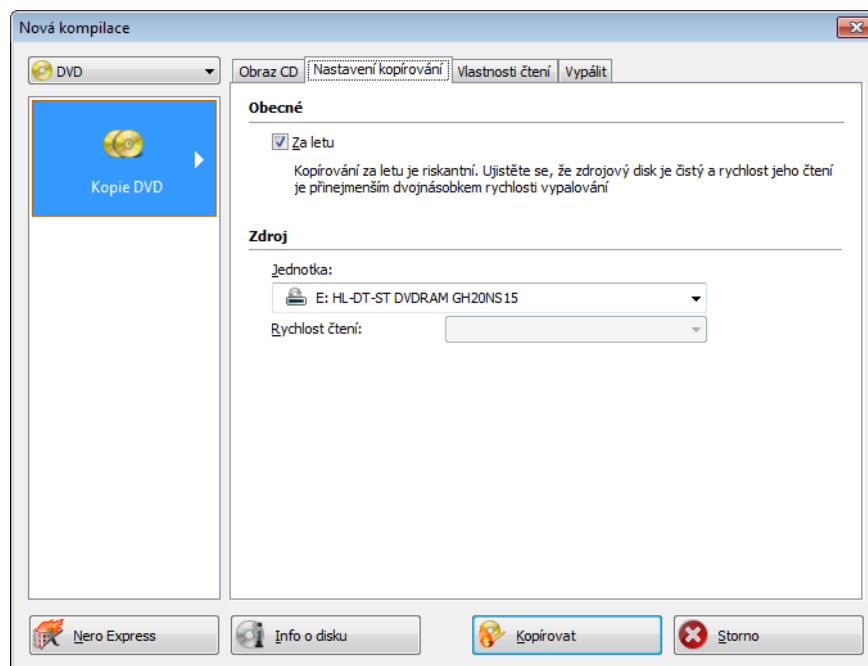 Nová kompilace
DVD
Kopie DVD
Obraz CD
Nastavení kopírování
Vlastnosti čtení
Vypálit
Obecné
Za letu
Kopírování za letu je riskantní. Ujistěte se, že zdrojový disk je čistý a rychlost jeho čtení
je přinejmenším dvojnásobkem rychlosti vypalování
Zdroj
Jednotka:
E: HL-DT-ST DVDRAM GH20NS15
Rychlost čtení:
Nero Express
Info o disku
Kopírovat
Storno